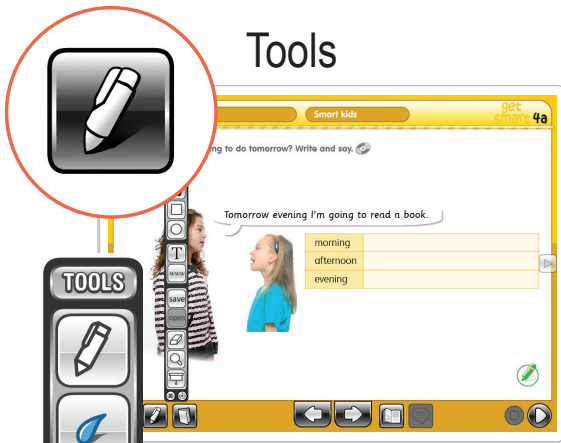 Tools
Smart kids
get
smart 4a
ng to do tomorrow? Write and say.
Tomorrow evening I'm going to read a book.
morning
afternoon
evening
T
www
save
open
TOOLS